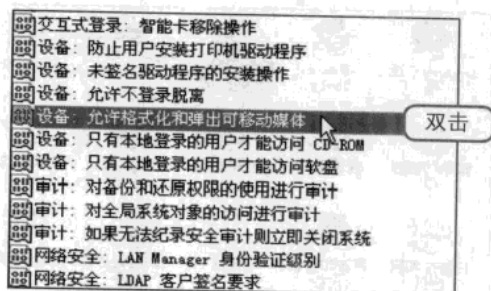 交互式登录: 智能卡移除操作
设备: 防止用户安装打印机驱动程序
设备: 未签名驱动程序的安装操作
设备: 允许不登录脱离
设备: 允许格式化和弹出可移动媒体
双击
设备: 只有本地登录的用户才能访问 CD-ROM
设备: 只有本地登录的用户才能访问软盘
审计: 对备份和还原权限的使用进行审计
审计: 对全局系统对象的访问进行审计
审计: 如果无法纪录安全审计则立即关闭系统
网络安全: LAN Manager 身份验证级别
网络安全: LDAP 客户签名要求